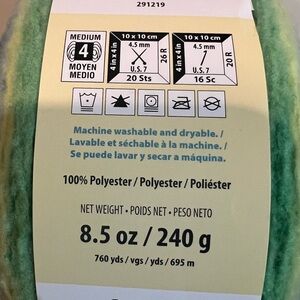 291219
MEDIUM
4
MOYEN
MEDIO
10 x 10 cm
4 in x 4 in
4.5 mm
U.S. 7
26 R
20 Sts
10 x 10 cm
4 in x 4 in
4.5 mm
U.S. 7
20 R
16 Sc
Machine washable and dryable. /
Lavable et séchable à la machine. /
Se puede lavar y secar a máquina.
100% Polyester / Polyester / Poliéster
NET WEIGHT • POIDS NET • PESO NETO
8.5 oz / 240 g
760 yds / vgs / yds / 695 m